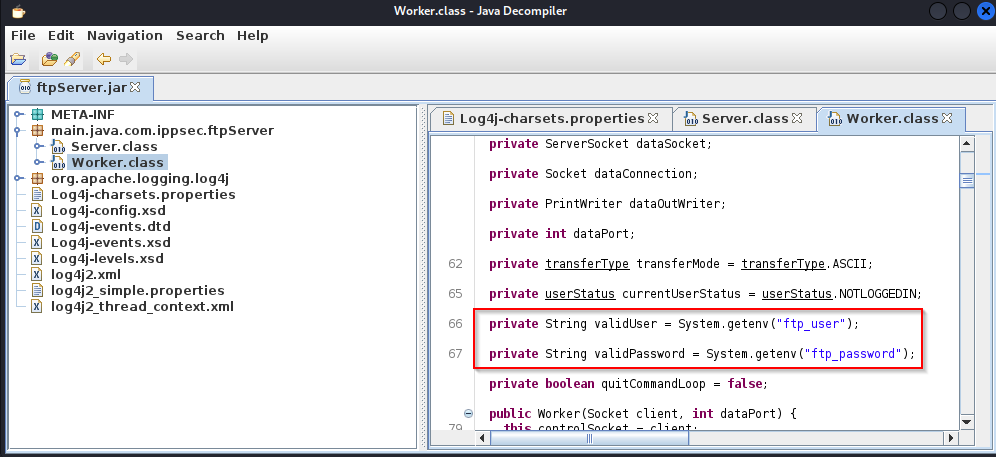 Worker.class - Java Decompiler
File Edit Navigation Search Help
ftpServer.jar
META-INF
main.java.com.ippsec.ftpServer
Server.class
Worker.class
org.apache.logging.log4j
Log4j-charsets.properties
Log4j-config.xsd
Log4j-events.dtd
Log4j-events.xsd
Log4j-levels.xsd
log4j2.xml
log4j2_simple.properties
log4j2_thread_context.xml
Log4j-charsets.properties Server.class Worker.class
private ServerSocket dataSocket;
private Socket dataConnection;
private PrintWriter dataOutWriter;
private int dataPort;
62 private transferType transferMode = transferType.ASCII;
65 private userStatus currentUserStatus = userStatus.NOTLOGGEDIN;
66 private String validUser = System.getenv("ftp_user");
67 private String validPassword = System.getenv("ftp_password");
private boolean quitCommandLoop = false;
public Worker(Socket client, int dataPort) {
79 this.controlSocket = client;